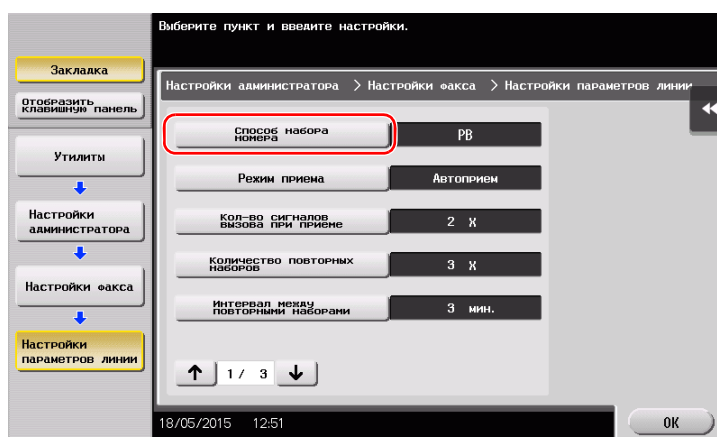 Выберите пункт и введите настройки.
Закладка
Отобразить
клавишную панель
Утилиты
Настройки
администратора
Настройки факса
Настройки
параметров линии
Настройки администратора > Настройки факса > Настройки параметров линии
Способ набора
номера
PB
Режим приема
Автоприем
Кол-во сигналов
вызова при приеме
2 X
Количество повторных
наборов
3 X
Интервал между
повторными наборами
3 мин.
1/ 3
18/05/2015 12:51
OK